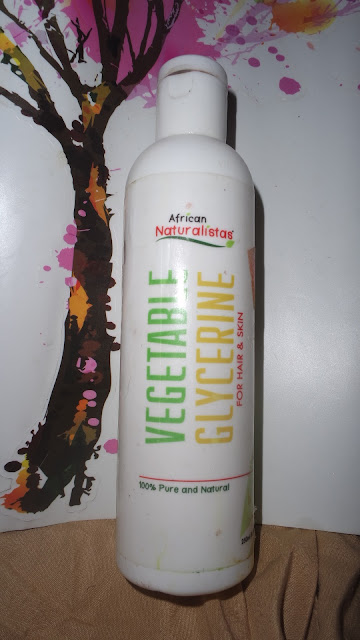 African
Naturalistas
VEGETABLE
GLYCERINE
FOR HAIR & SKIN
100% Pure and Natural